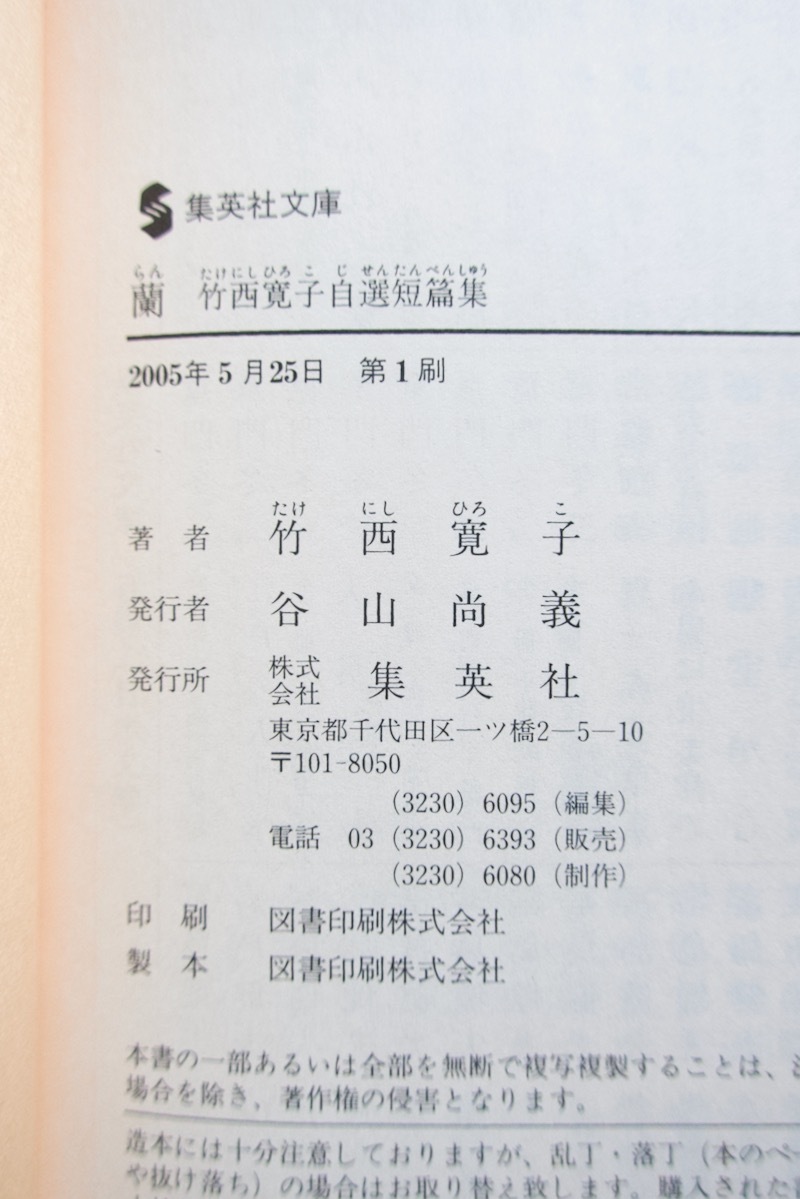 集英社文庫
らん たけにしひろこじせんたんぺんしゅう
蘭 竹西寛子自選短篇集
2005年5月25日 第1刷
たけ にし ひろ こ
著者 竹西寛子
発行者 谷山尚義
発行所 株式会社 集英社
東京都千代田区一ツ橋2―5―10
〒101-8050
(3230) 6095 (編集)
電話 03 (3230) 6393 (販売)
(3230) 6080 (制作)
印刷 図書印刷株式会社
製本 図書印刷株式会社
本書の一部あるいは全部を無断で複写複製することは、法
場合を除き、著作権の侵害となります。
造本には十分注意しておりますが、乱丁・落丁(本のペー
や抜け落ち)の場合はお取り替え致します。購入された